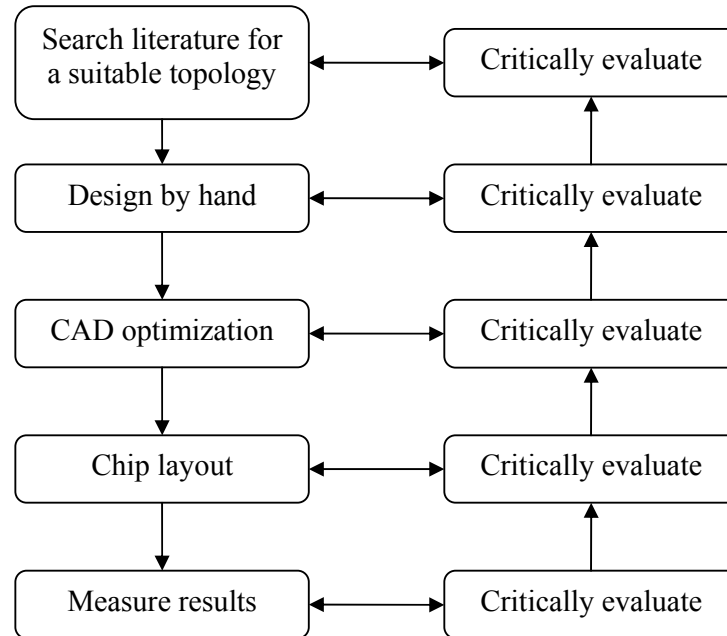 Search literature for
a suitable topology
Critically evaluate
Design by hand
Critically evaluate
CAD optimization
Critically evaluate
Chip layout
Critically evaluate
Measure results
Critically evaluate